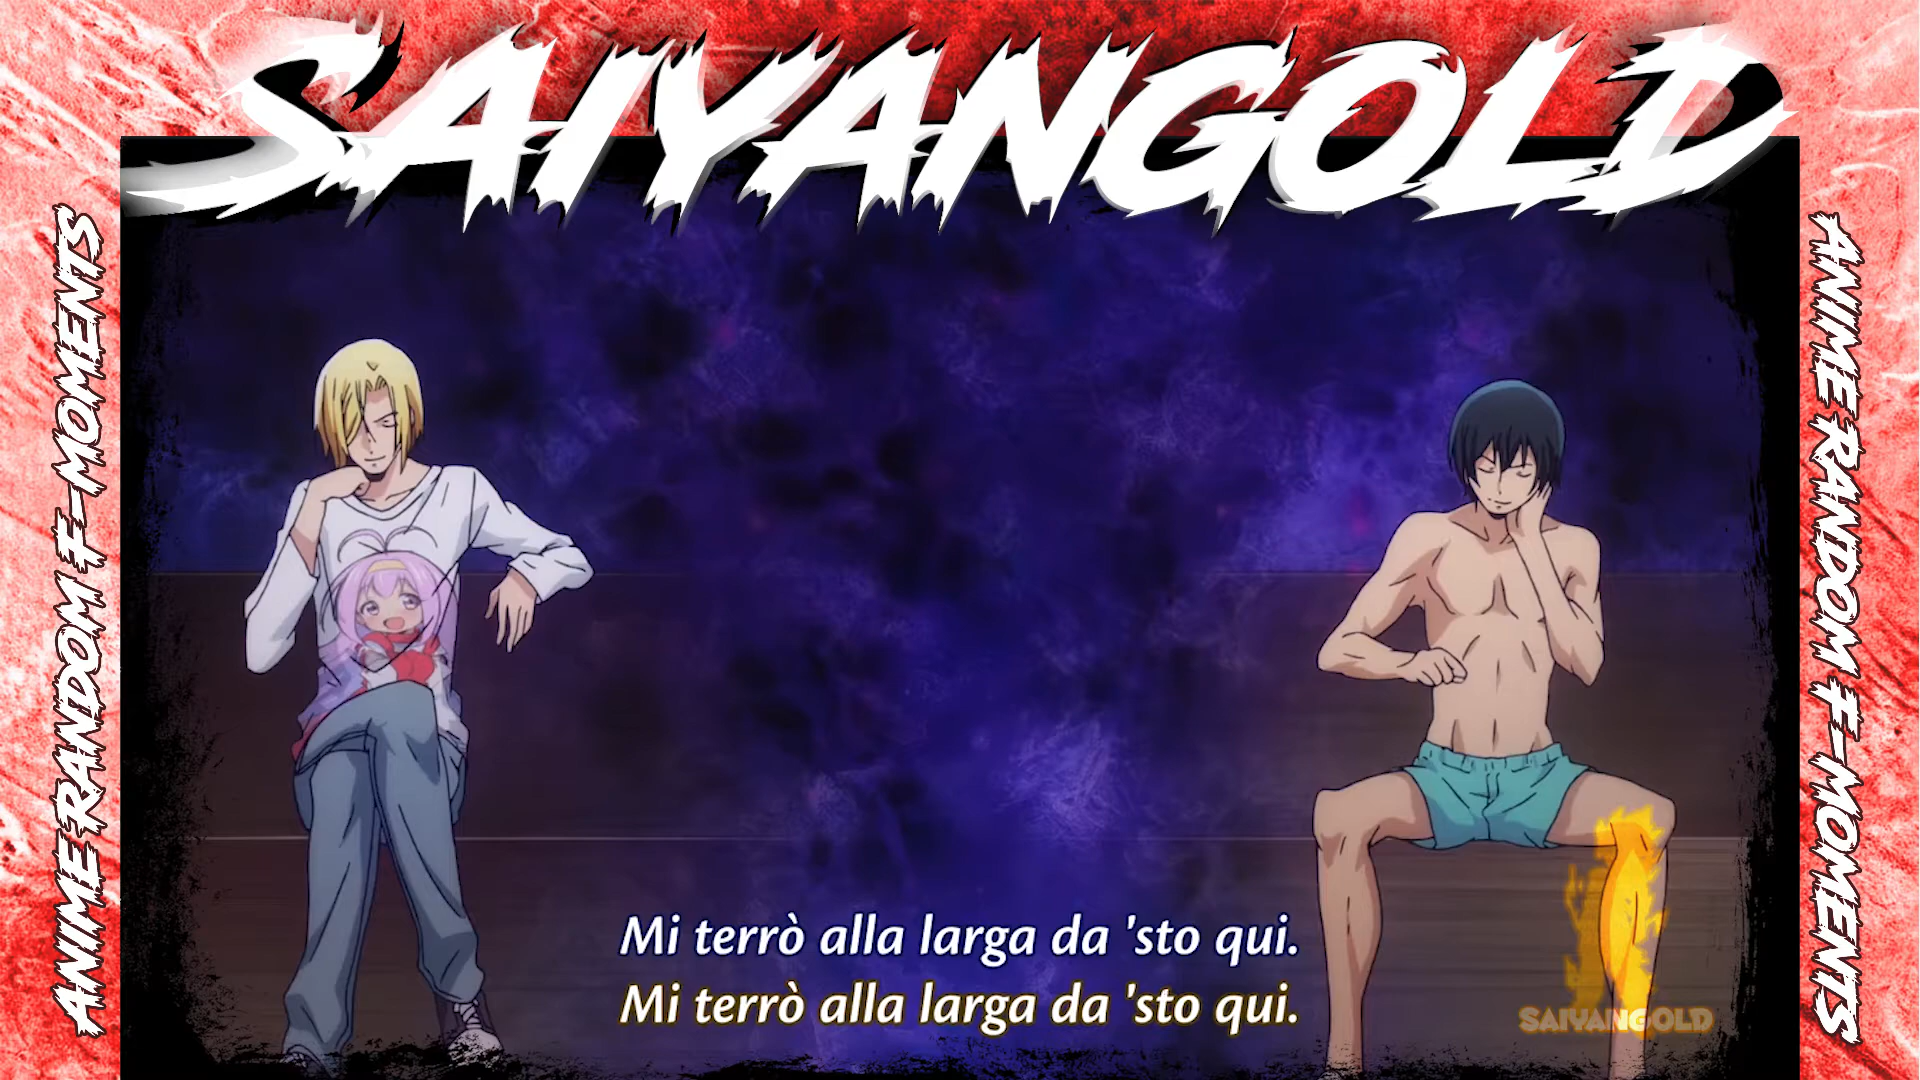 SAIYANGOLD
ANIME RANDOM F-MOMENTS
ANIME RANDOM F-MOMENTS
Mi terrò alla larga da 'sto qui.
Mi terrò alla larga da 'sto qui.
SAIYANGOLD